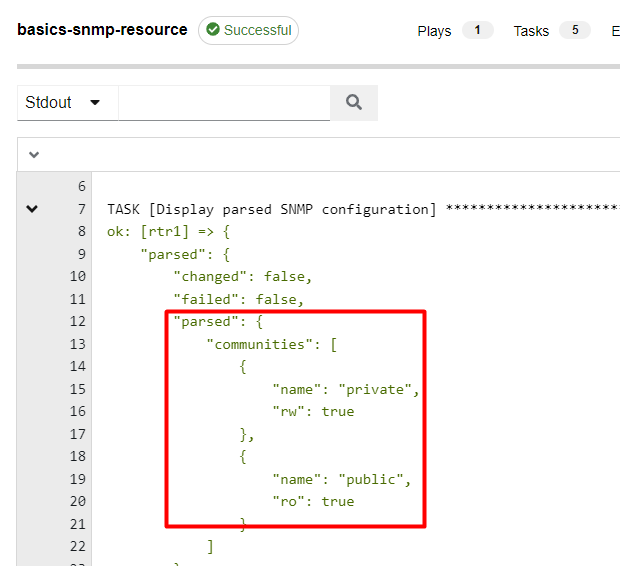 basics-snmp-resource Successful Plays 1 Tasks 5
Stdout
6
7 TASK [Display parsed SNMP configuration] *********************
8 ok: [rtr1] => {
9 "parsed": {
10 "changed": false,
11 "failed": false,
12 "parsed": {
13 "communities": [
14 {
15 "name": "private",
16 "rw": true
17 },
18 {
19 "name": "public",
20 "ro": true
21 }
22 ]